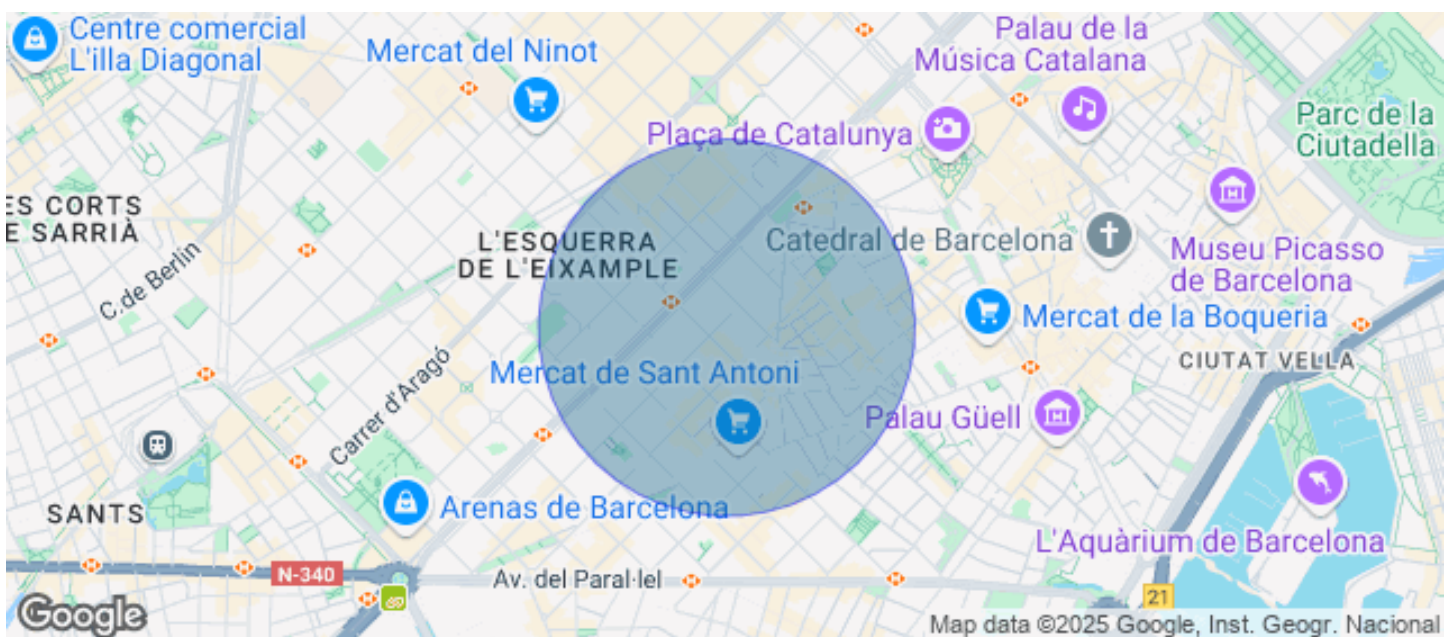 Centre comercial
L'illa Diagonal
Mercat del Ninot
Palau de la
Música Catalana
Plaça de Catalunya
Parc de la
Ciutadella
ES CORTS
E SARRIÀ
L'ESQUERRA
DE L'EIXAMPLE
Catedral de Barcelona
Museu Picasso
de Barcelona
C. de Berlín
Mercat de la Boqueria
CIUTAT VELLA
Mercat de Sant Antoni
Carrer d'Aragó
Palau Güell
SANTS
Arenas de Barcelona
L'Aquàrium de Barcelona
N-340
Av. del Paral·lel
21
Google
Map data ©2025 Google, Inst. Geogr. Nacional